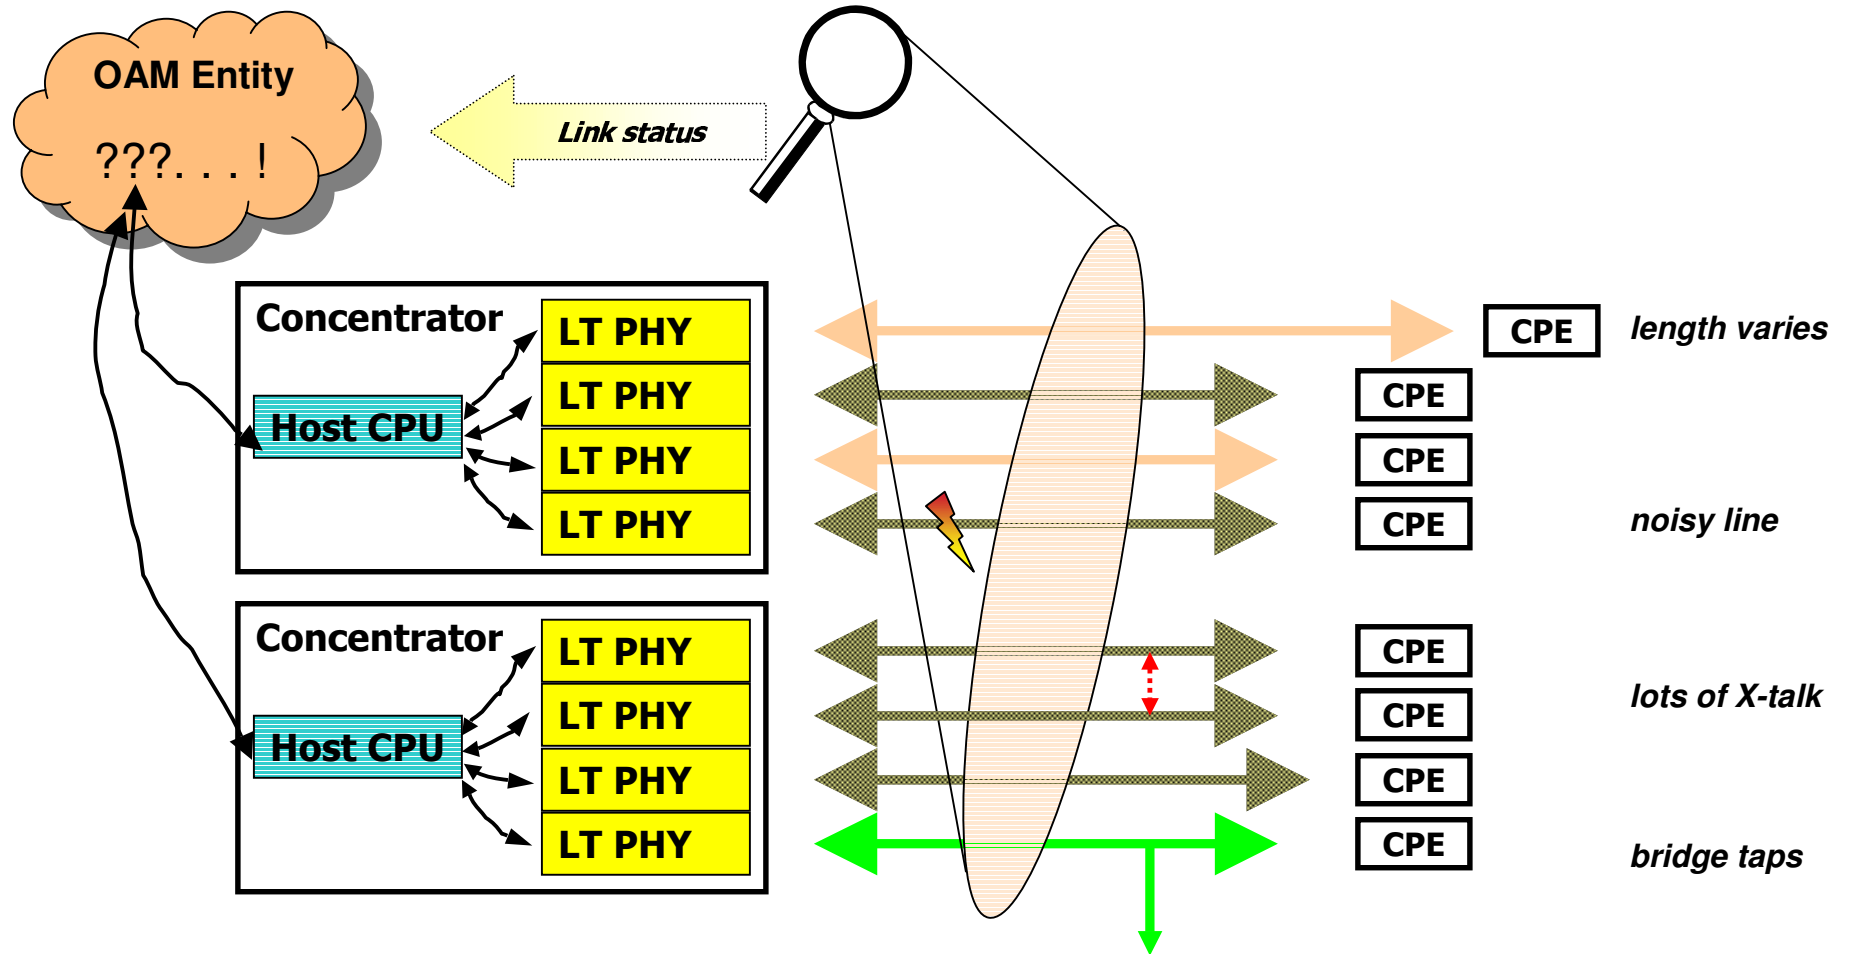 OAM Entity
???. . . !
Link status
Concentrator
LT PHY
LT PHY
LT PHY
LT PHY
Host CPU
CPE
length varies
CPE
CPE
CPE
noisy line
Concentrator
LT PHY
LT PHY
LT PHY
LT PHY
Host CPU
CPE
CPE
lots of X-talk
CPE
CPE
bridge taps